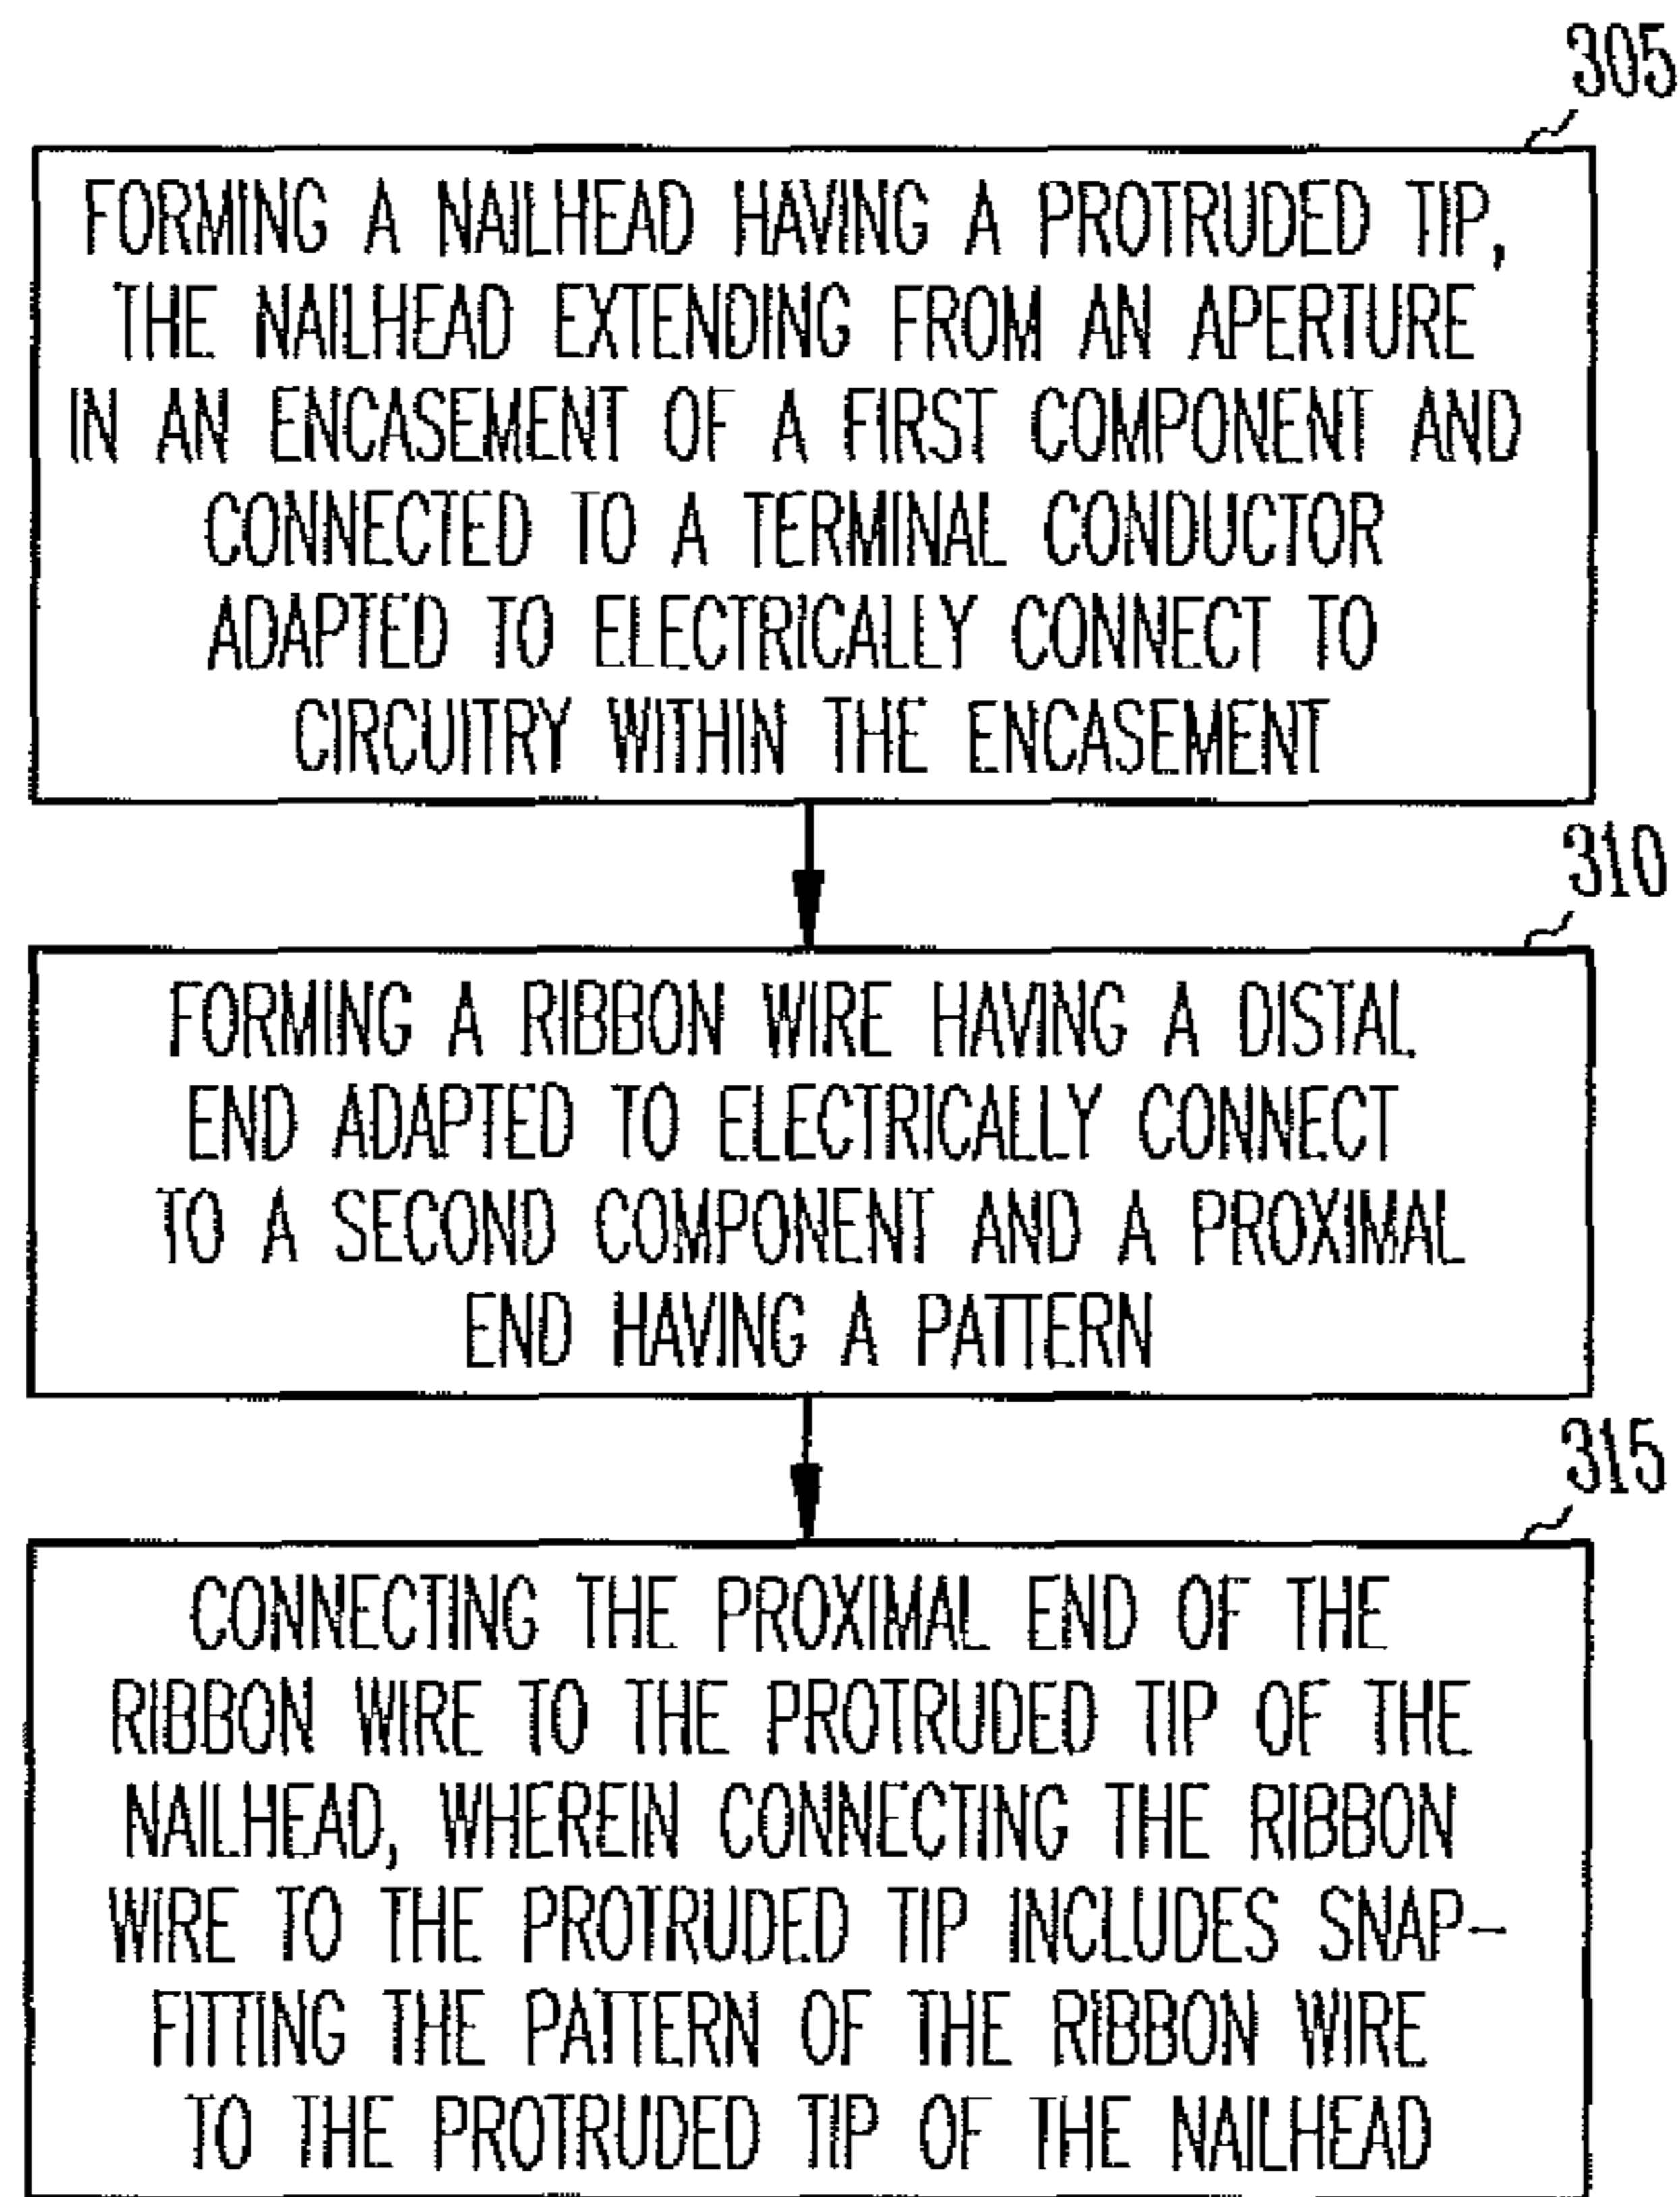 305
FORMING A NAILHEAD HAVING A PROTRUDED TIP,
THE NAILHEAD EXTENDING FROM AN APERTURE
IN AN ENCASEMENT OF A FIRST COMPONENT AND
CONNECTED TO A TERMINAL CONDUCTOR
ADAPTED TO ELECTRICALLY CONNECT TO
CIRCUITRY WITHIN THE ENCASEMENT
310
FORMING A RIBBON WIRE HAVING A DISTAL
END ADAPTED TO ELECTRICALLY CONNECT
TO A SECOND COMPONENT AND A PROXIMAL
END HAVING A PATTERN
315
CONNECTING THE PROXIMAL END OF THE
RIBBON WIRE TO THE PROTRUDED TIP OF THE
NAILHEAD, WHEREIN CONNECTING THE RIBBON
WIRE TO THE PROTRUDED TIP INCLUDES SNAP-
FITTING THE PATTERN OF THE RIBBON WIRE
TO THE PROTRUDED TIP OF THE NAILHEAD